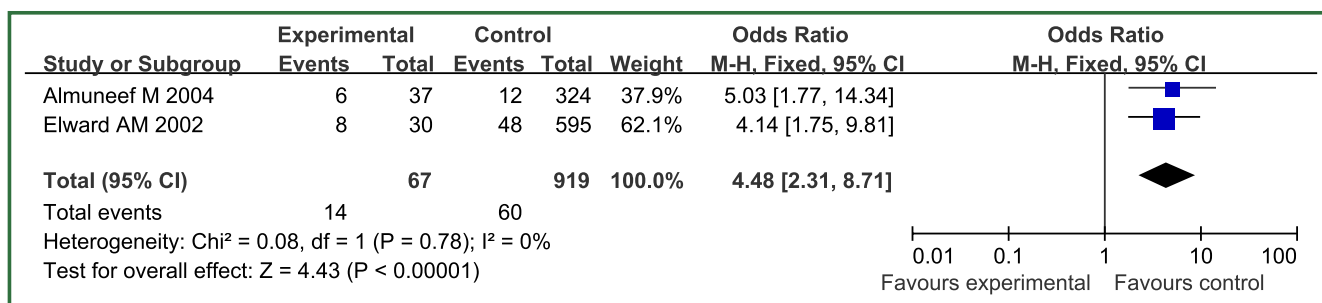 Experimental Control Odds Ratio Odds Ratio
Study or Subgroup Events Total Events Total Weight M-H, Fixed, 95% CI M-H, Fixed, 95% CI
Almuneef M 2004 6 37 12 324 37.9% 5.03 [1.77, 14.34]
Elward AM 2002 8 30 48 595 62.1% 4.14 [1.75, 9.81]
Total (95% CI) 67 919 100.0% 4.48 [2.31, 8.71]
Total events 14 60
Heterogeneity: Chi² = 0.08, df = 1 (P = 0.78); I² = 0%
Test for overall effect: Z = 4.43 (P < 0.00001)
0.01 0.1 1 10 100
Favours experimental Favours control